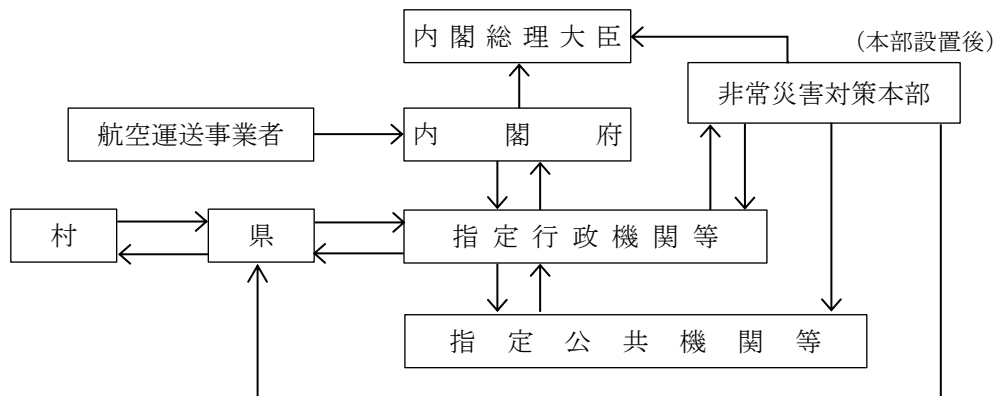 内閣総理大臣
(本部設置後)
非常災害対策本部
航空運送事業者
内閣府
村
県
指定行政機関等
指定公共機関等